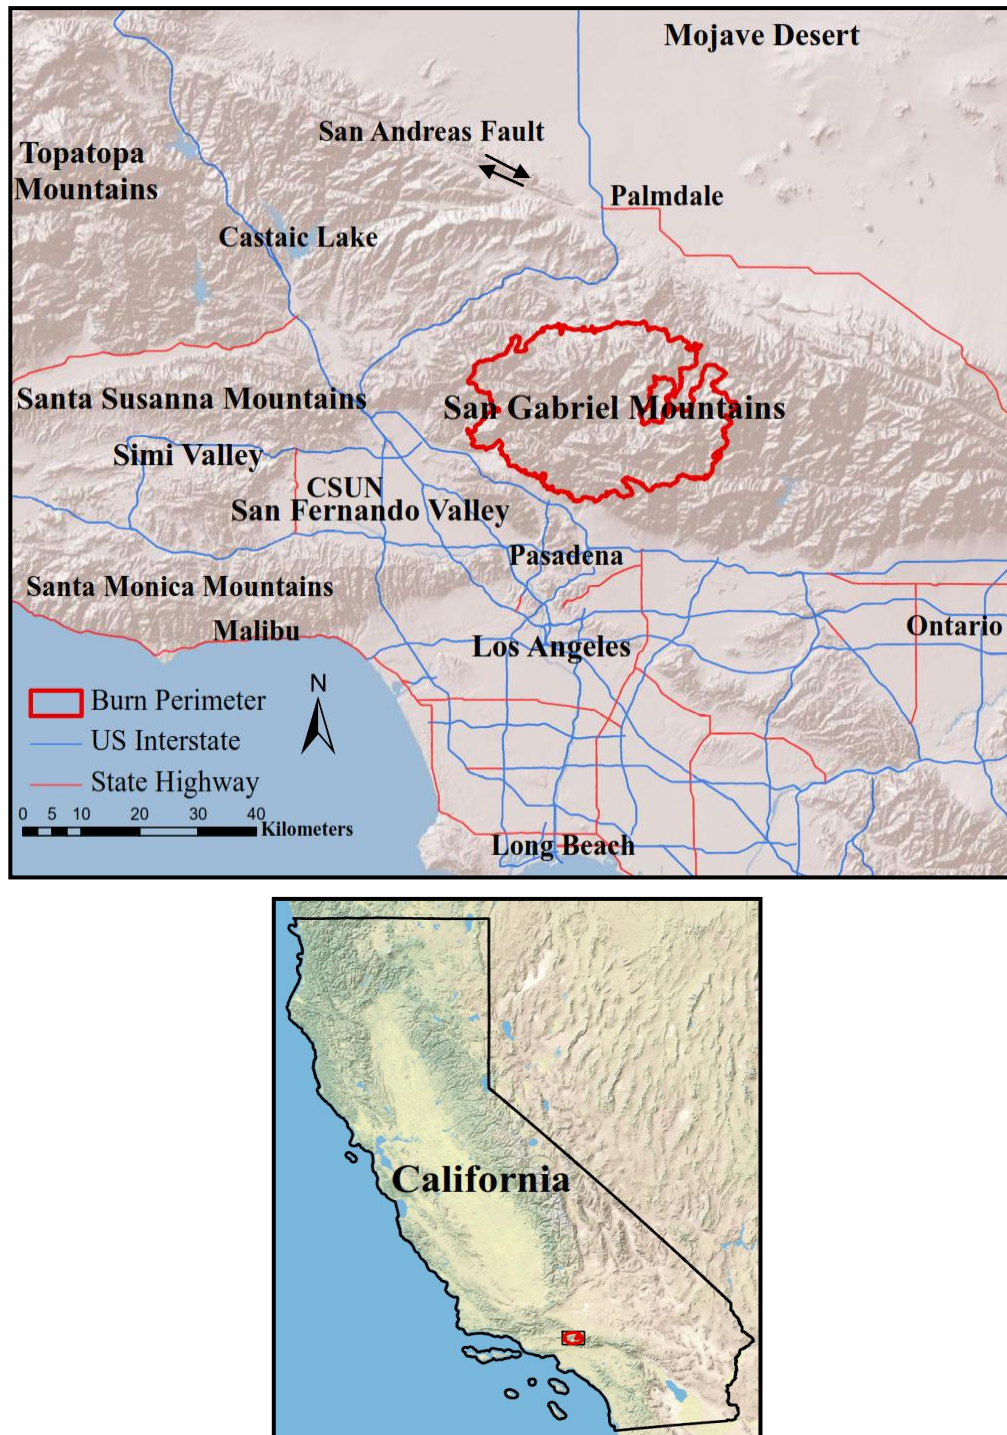 Mojave Desert
San Andreas Fault
Topatopa
Mountains
Palmdale
Castaic Lake
Santa Susanna Mountains
San Gabriel Mountains
Simi Valley
CSUN
San Fernando Valley
Pasadena
Santa Monica Mountains
Malibu
Ontario
Los Angeles
N
Burn Perimeter
US Interstate
State Highway
0 5 10 20 30 40
Kilometers
Long Beach
California